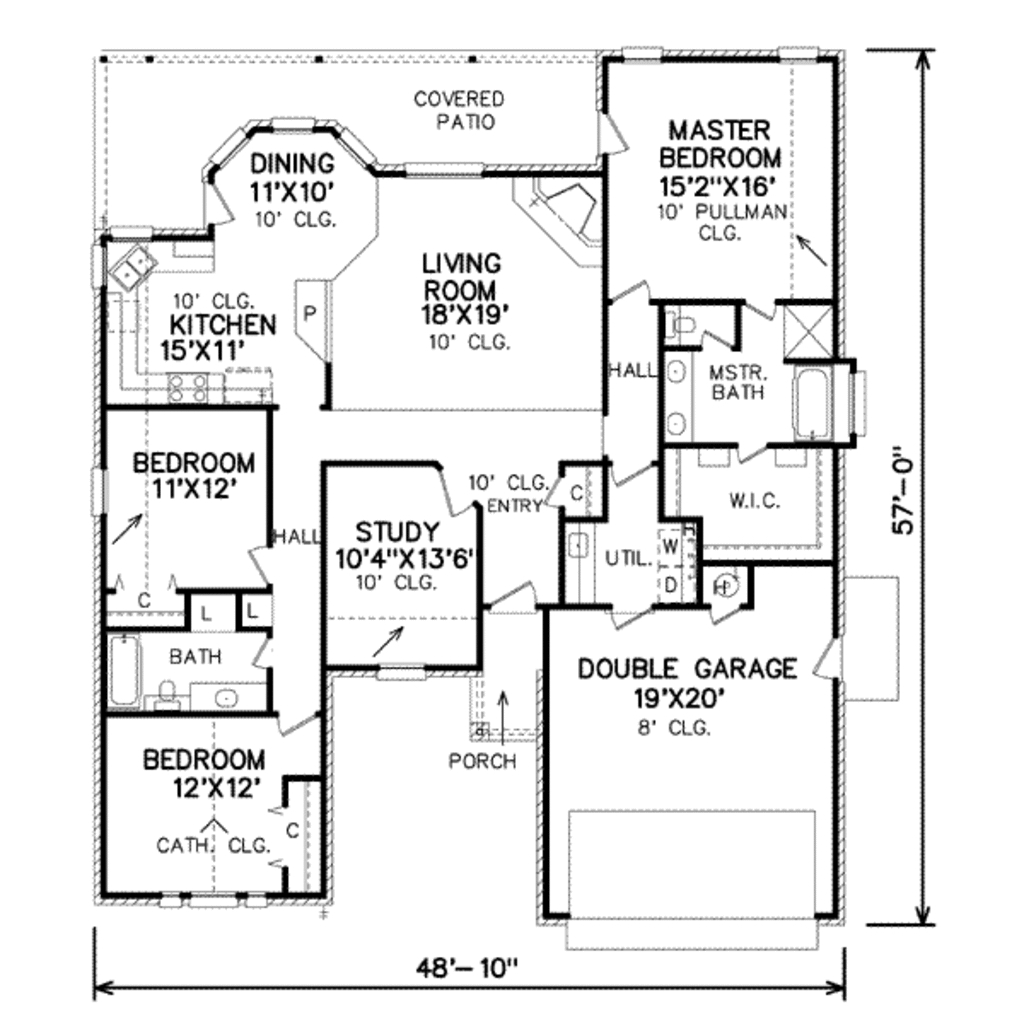 COVERED
PATIO
MASTER
BEDROOM
15'2"X16'
10' PULLMAN
CLG.
DINING
11'X10'
10' CLG.
LIVING
ROOM
18'X19'
10' CLG.
10' CLG.
KITCHEN
15'X11'
P
HALL
MSTR.
BATH
BEDROOM
11'X12'
10' CLG.
ENTRY
C
W.I.C.
HALL
STUDY
10'4"X13'6"
10' CLG.
UTIL.
W
D
H
C
L
L
BATH
DOUBLE GARAGE
19'X20'
8' CLG.
PORCH
BEDROOM
12'X12'
CATH. CLG.
C
57'-0"
48'-10"